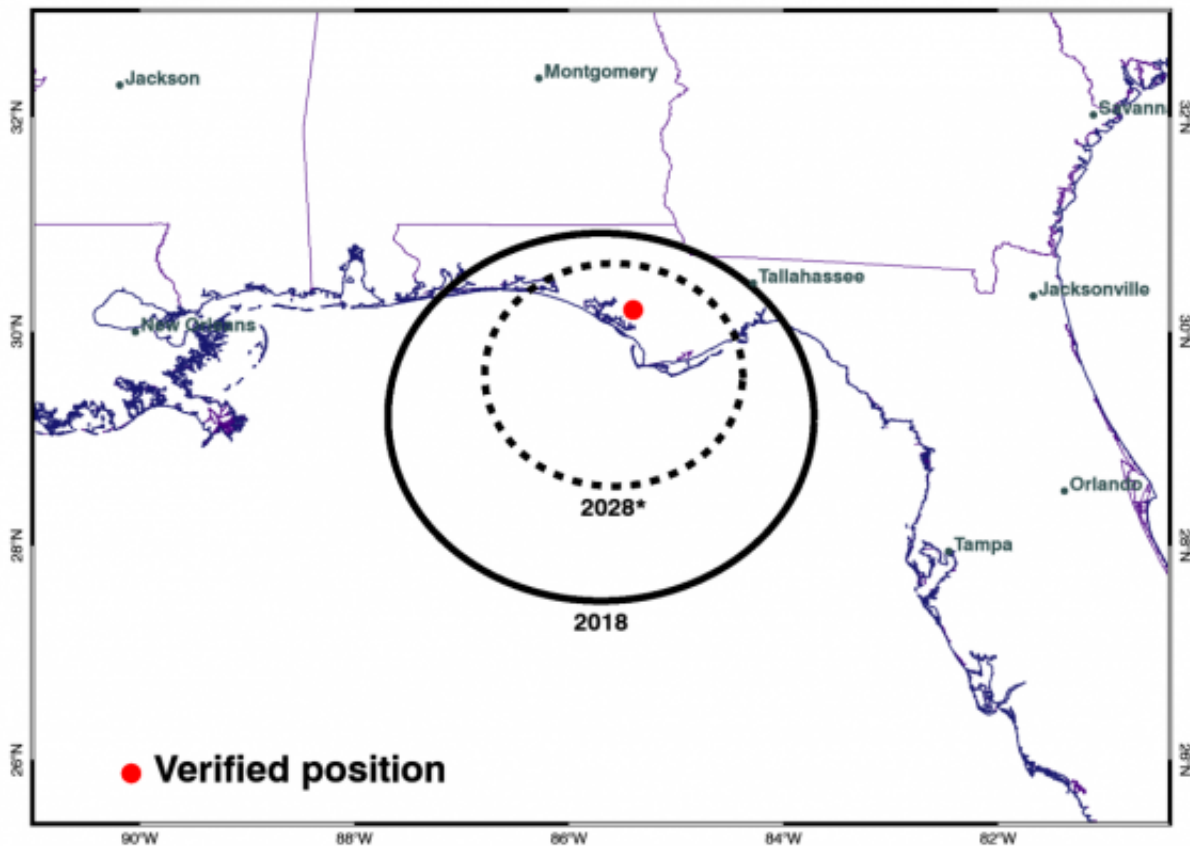 Jackson
Montgomery
Savann
32°N
32°N
Tallahassee
Jacksonville
New Orleans
30°N
30°N
Orlando
2028*
28°N
28°N
Tampa
2018
26°N
26°N
Verified position
90°W
88°W
86°W
84°W
82°W